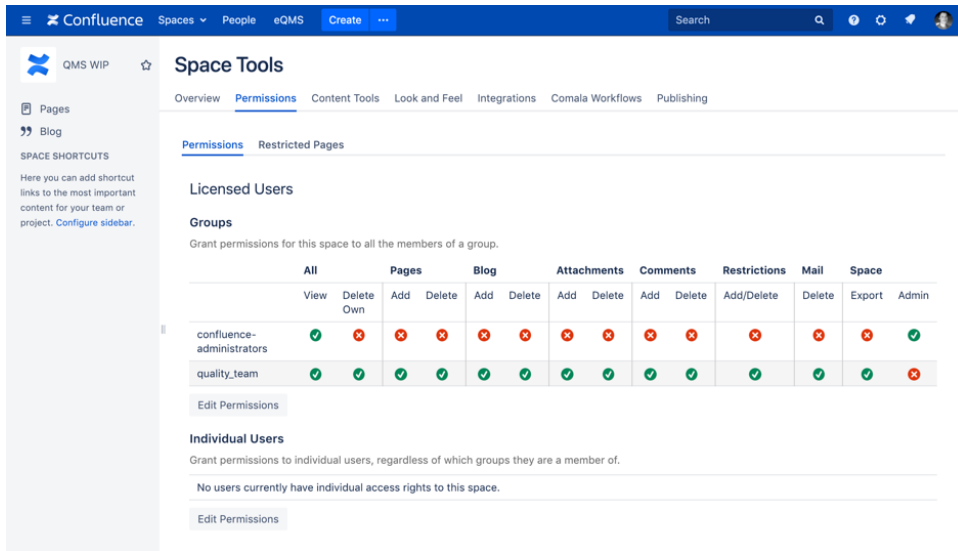 Confluence Spaces People eQMS Create ··· Search
QMS WIP
Pages
Blog
SPACE SHORTCUTS
Here you can add shortcut
links to the most important
content for your team or
project. Configure sidebar.
Space Tools
Overview Permissions Content Tools Look and Feel Integrations Comala Workflows Publishing
Permissions Restricted Pages
Licensed Users
Groups
Grant permissions for this space to all the members of a group.
All Pages Blog Attachments Comments Restrictions Mail Space
View Delete Own Add Delete Add Delete Add Delete Add Delete Add/Delete Delete Export Admin
confluence-
administrators
quality_team
Edit Permissions
Individual Users
Grant permissions to individual users, regardless of which groups they are a member of.
No users currently have individual access rights to this space.
Edit Permissions